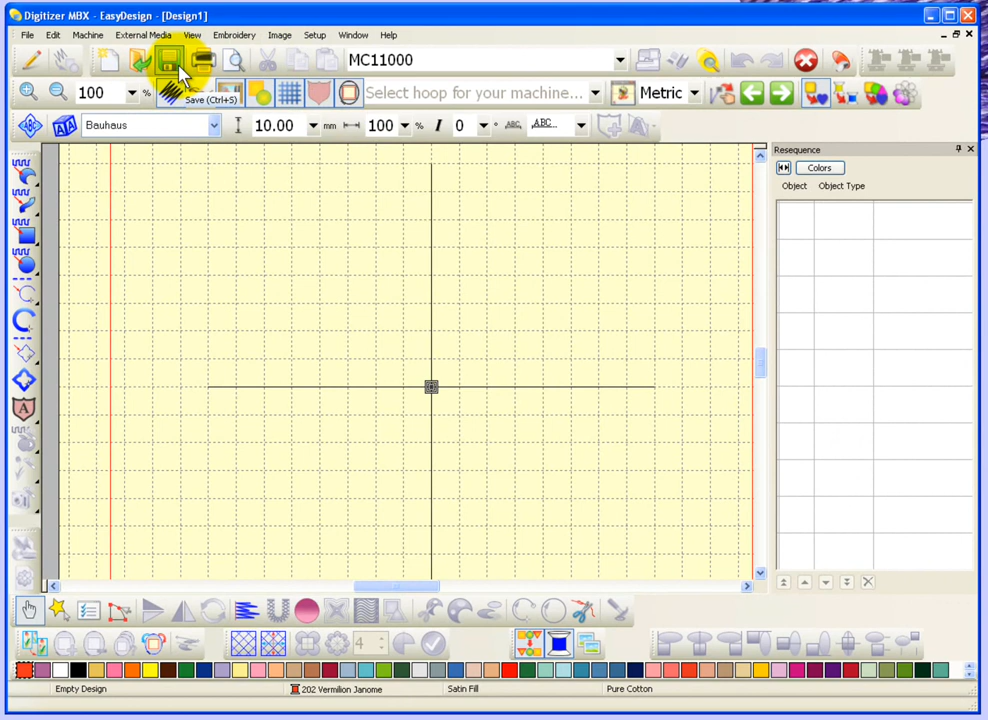 Digitizer MBX - EasyDesign - [Design1]
File Edit Machine External Media View Embroidery Image Setup Window Help
MC11000
100 % Select hoop for your machine... Metric
Save (Ctrl+S)
ABC Bauhaus 10.00 mm 100 % I 0 ° ABC ABC
Resequence
Colors
Object Object Type
A
4
Empty Design 202 Vermilion Janome Satin Fill Pure Cotton